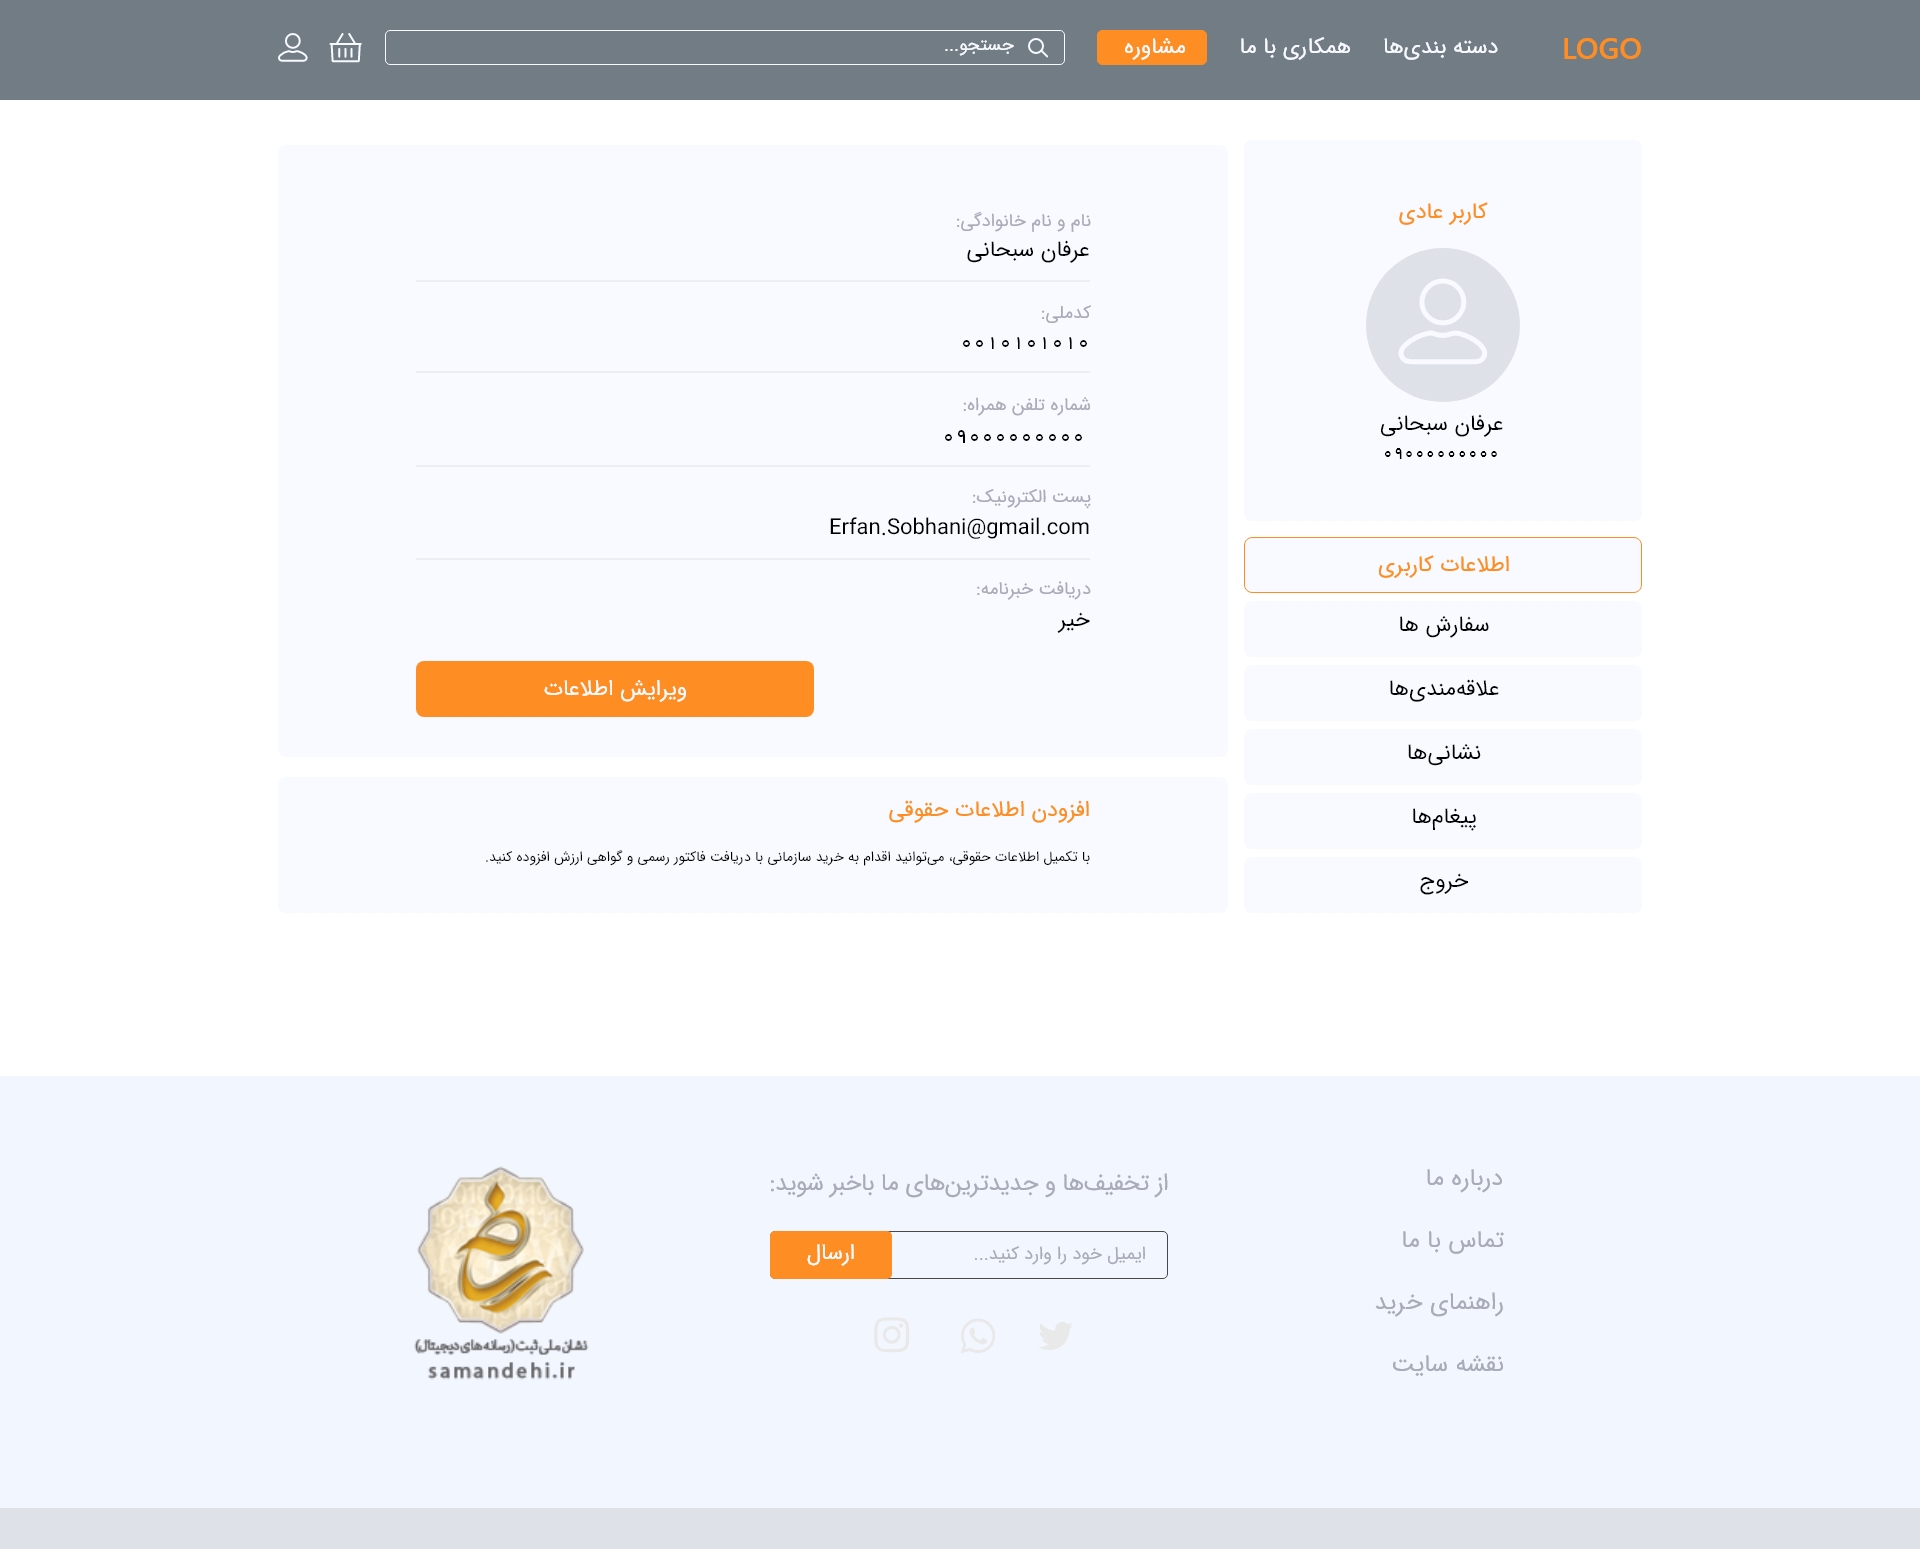 LOGO
دسته بندی‌ها
همکاری با ما
مشاوره
جستجو...
کاربر عادی
عرفان سبحانی
۰۹۰۰۰۰۰۰۰۰۰
اطلاعات کاربری
سفارش ها
علاقه‌مندی‌ها
نشانی‌ها
پیغام‌ها
خروج
نام و نام خانوادگی:
عرفان سبحانی
کدملی:
۰۰۱۰۱۰۱۰۱۰
شماره تلفن همراه:
۰۹۰۰۰۰۰۰۰۰۰
پست الکترونیک:
Erfan.Sobhani@gmail.com
دریافت خبرنامه:
خیر
ویرایش اطلاعات
افزودن اطلاعات حقوقی
با تکمیل اطلاعات حقوقی، می‌توانید اقدام به خرید سازمانی با دریافت فاکتور رسمی و گواهی ارزش افزوده کنید.
درباره ما
تماس با ما
راهنمای خرید
نقشه سایت
از تخفیف‌ها و جدیدترین‌های ما باخبر شوید:
ایمیل خود را وارد کنید...
ارسال
نشان ملی ثبت (رسانه های دیجیتال)
samandehi.ir